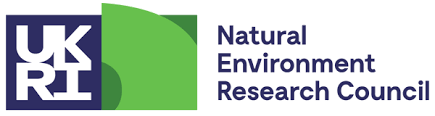 UK
RI
Natural
Environment
Research Council